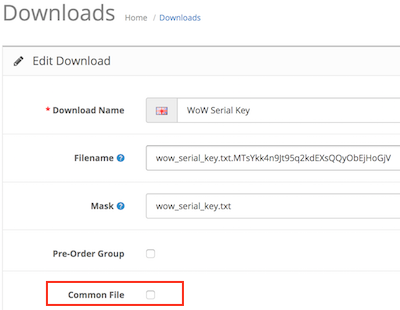 Downloads Home / Downloads
Edit Download
* Download Name WoW Serial Key
Filename wow_serial_key.txt.MTsYkk4n9Jt95q2kdEXsQQyObEjHoGjV
Mask wow_serial_key.txt
Pre-Order Group
Common File